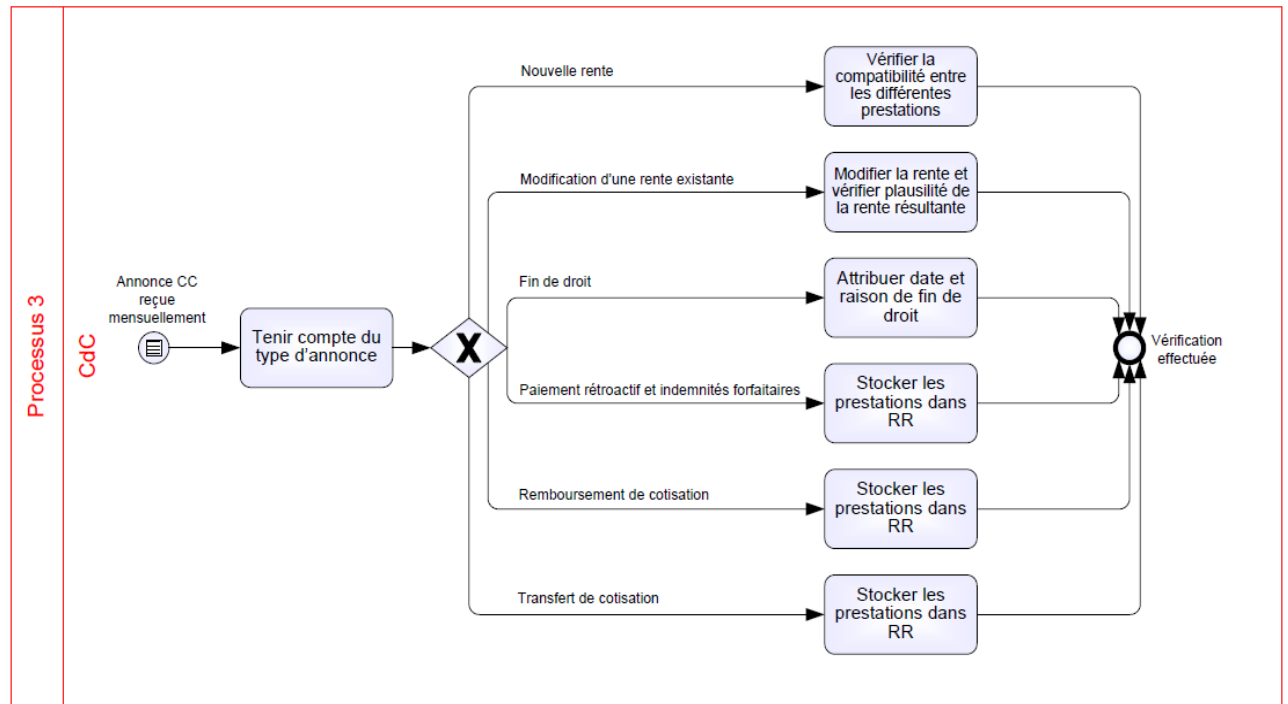 Processus 3
CdC
Annonce CC
reçue
mensuellement
Tenir compte du
type d'annonce
X
Nouvelle rente
Vérifier la
compatibilité entre
les différentes
prestations
Modification d'une rente existante
Modifier la rente et
vérifier plausilité de
la rente résultante
Fin de droit
Attribuer date et
raison de fin de
droit
Paiement rétroactif et indemnités forfaitaires
Stocker les
prestations dans
RR
Remboursement de cotisation
Stocker les
prestations dans
RR
Transfert de cotisation
Stocker les
prestations dans
RR
Vérification
effectuée